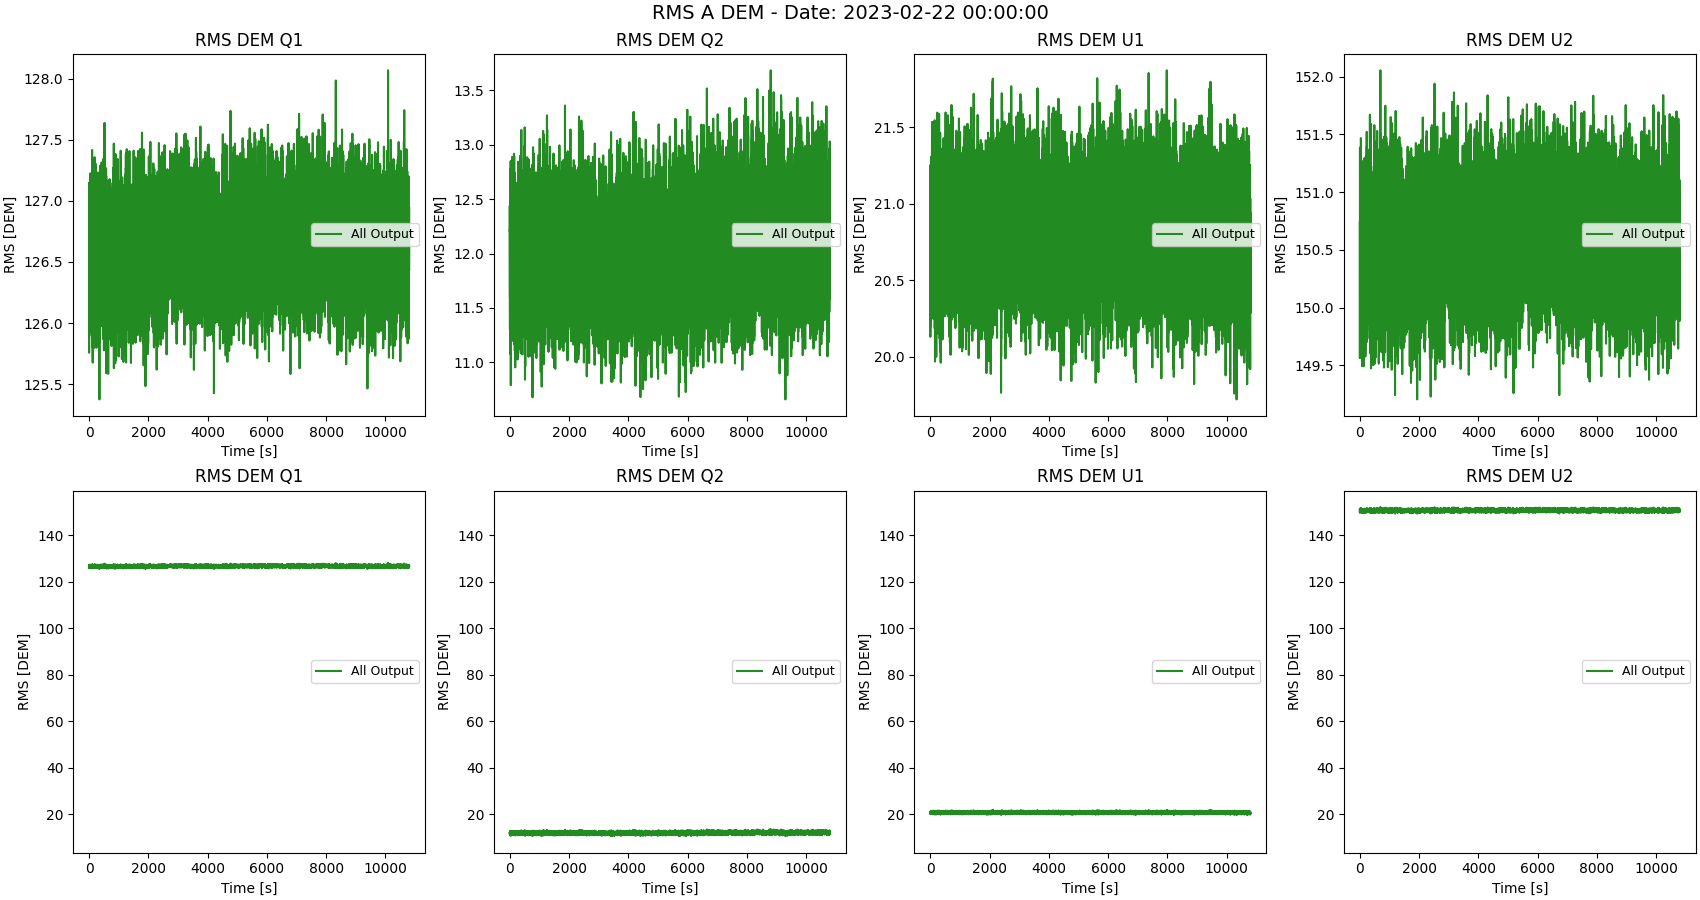 RMS A DEM - Date: 2023-02-22 00:00:00
RMS DEM Q1
RMS [DEM]
128.0
127.5
127.0
126.5
126.0
125.5
All Output
0 2000 4000 6000 8000 10000
Time [s]
RMS DEM Q2
RMS [DEM]
13.5
13.0
12.5
12.0
11.5
11.0
All Output
0 2000 4000 6000 8000 10000
Time [s]
RMS DEM U1
RMS [DEM]
21.5
21.0
20.5
20.0
All Output
0 2000 4000 6000 8000 10000
Time [s]
RMS DEM U2
RMS [DEM]
152.0
151.5
151.0
150.5
150.0
149.5
All Output
0 2000 4000 6000 8000 10000
Time [s]
RMS DEM Q1
RMS [DEM]
140
120
100
80
60
40
20
All Output
0 2000 4000 6000 8000 10000
Time [s]
RMS DEM Q2
RMS [DEM]
140
120
100
80
60
40
20
All Output
0 2000 4000 6000 8000 10000
Time [s]
RMS DEM U1
RMS [DEM]
140
120
100
80
60
40
20
All Output
0 2000 4000 6000 8000 10000
Time [s]
RMS DEM U2
RMS [DEM]
140
120
100
80
60
40
20
All Output
0 2000 4000 6000 8000 10000
Time [s]